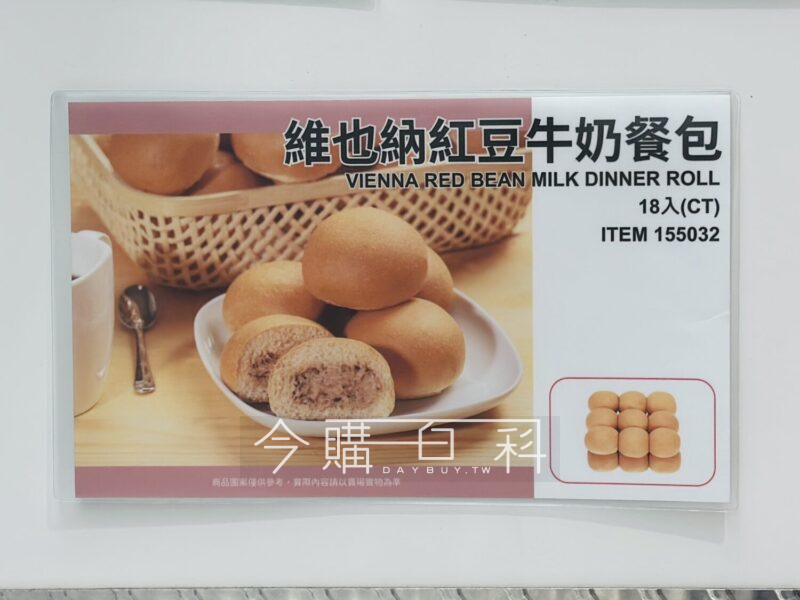 維也納紅豆牛奶餐包
VIENNA RED BEAN MILK DINNER ROLL
18入(CT)
ITEM 155032
今購百科
DAYBUY.TW
商品圖案僅供參考，實際內容請以賣場實物為準